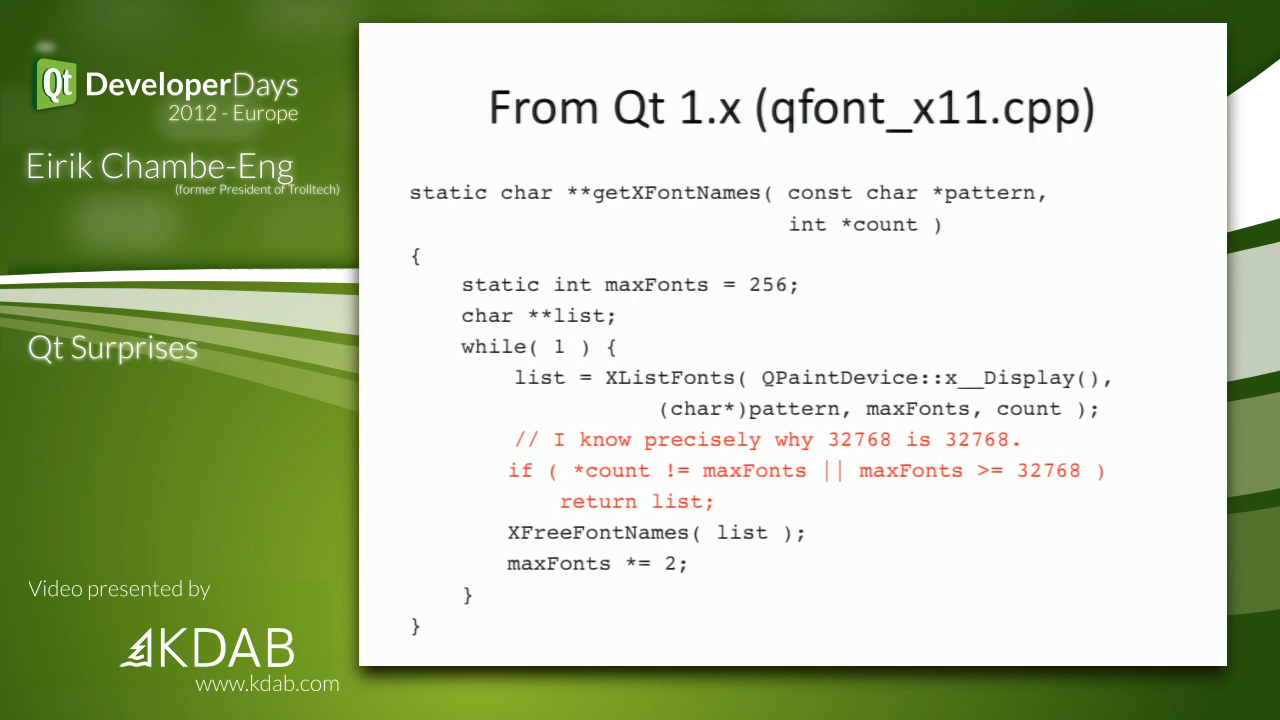 Qt DeveloperDays
2012 - Europe
Eirik Chambe-Eng
(former President of Trolltech)
Qt Surprises
Video presented by
KDAB
www.kdab.com
From Qt 1.x (qfont_x11.cpp)
static char **getXFontNames( const char *pattern,
int *count )
{
static int maxFonts = 256;
char **list;
while( 1 ) {
list = XListFonts( QPaintDevice::x__Display(),
(char*)pattern, maxFonts, count );
// I know precisely why 32768 is 32768.
if ( *count != maxFonts || maxFonts >= 32768 )
return list;
XFreeFontNames( list );
maxFonts *= 2;
}
}